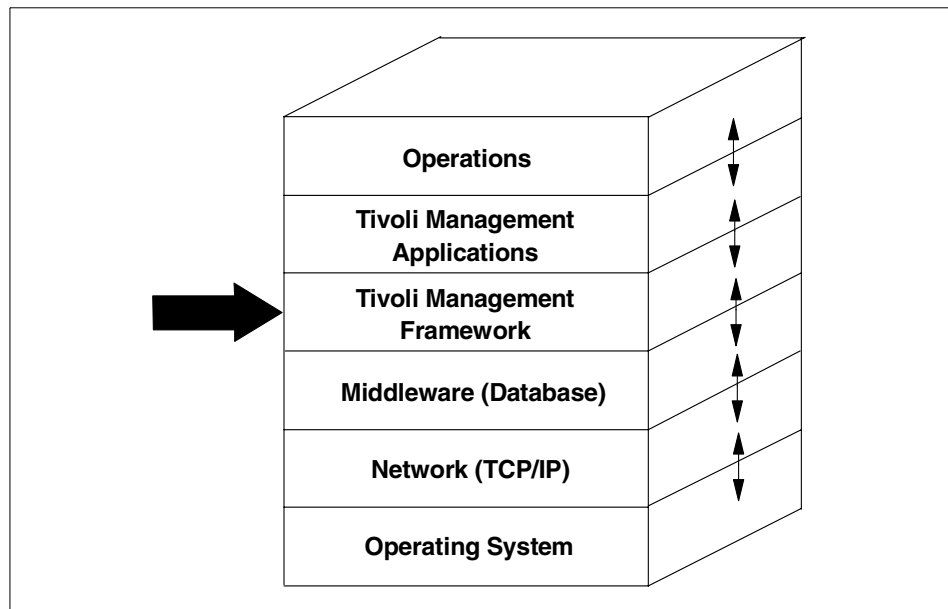 Operations
Tivoli Management
Applications
Tivoli Management
Framework
Middleware (Database)
Network (TCP/IP)
Operating System